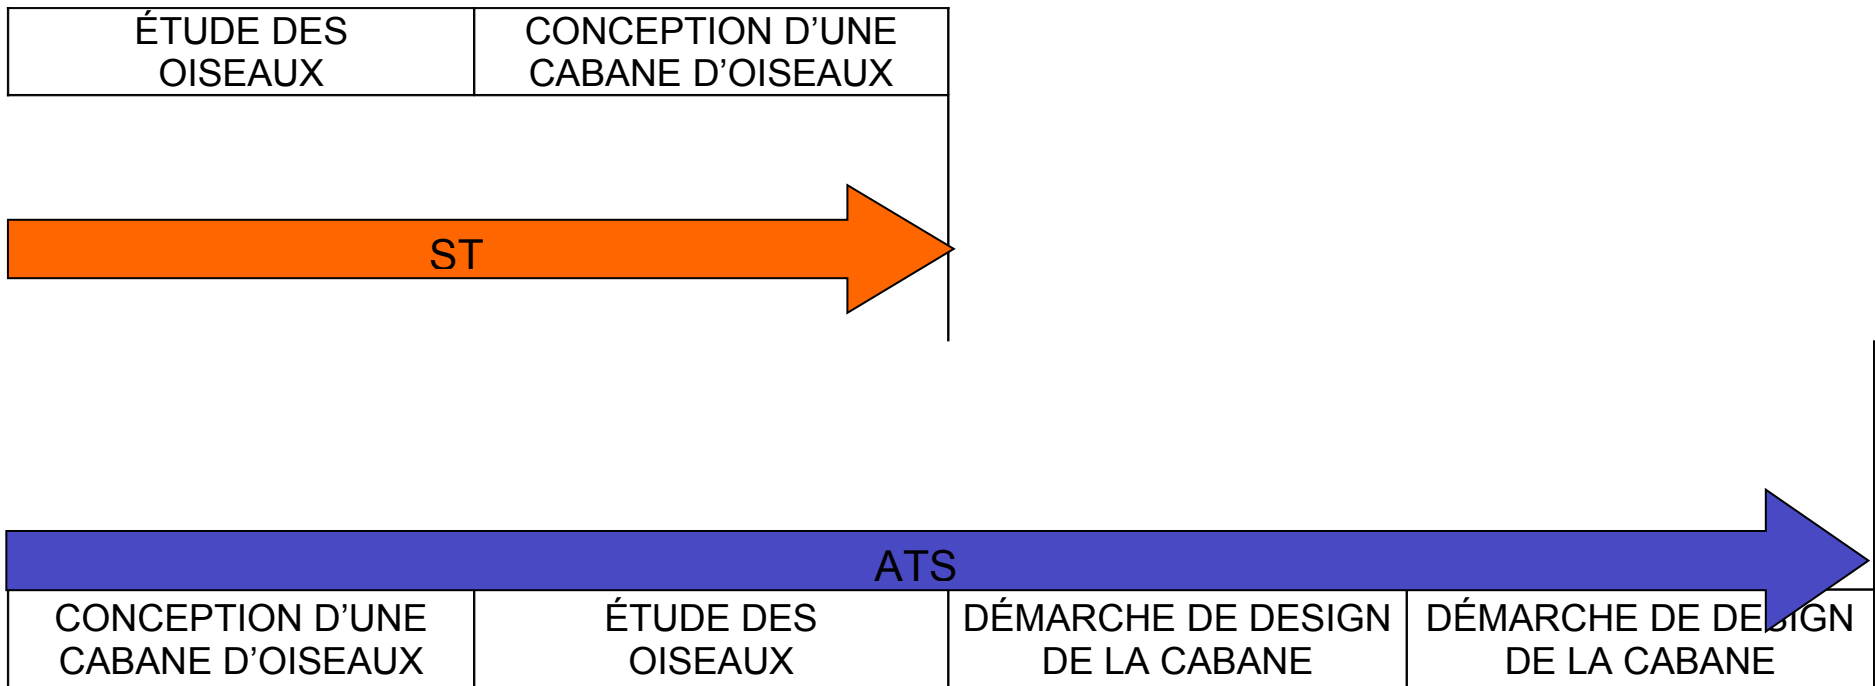 ÉTUDE DES
OISEAUX
CONCEPTION D’UNE
CABANE D’OISEAUX
ST
ATS
CONCEPTION D’UNE
CABANE D’OISEAUX
ÉTUDE DES
OISEAUX
DÉMARCHE DE DESIGN
DE LA CABANE
DÉMARCHE DE DESIGN
DE LA CABANE